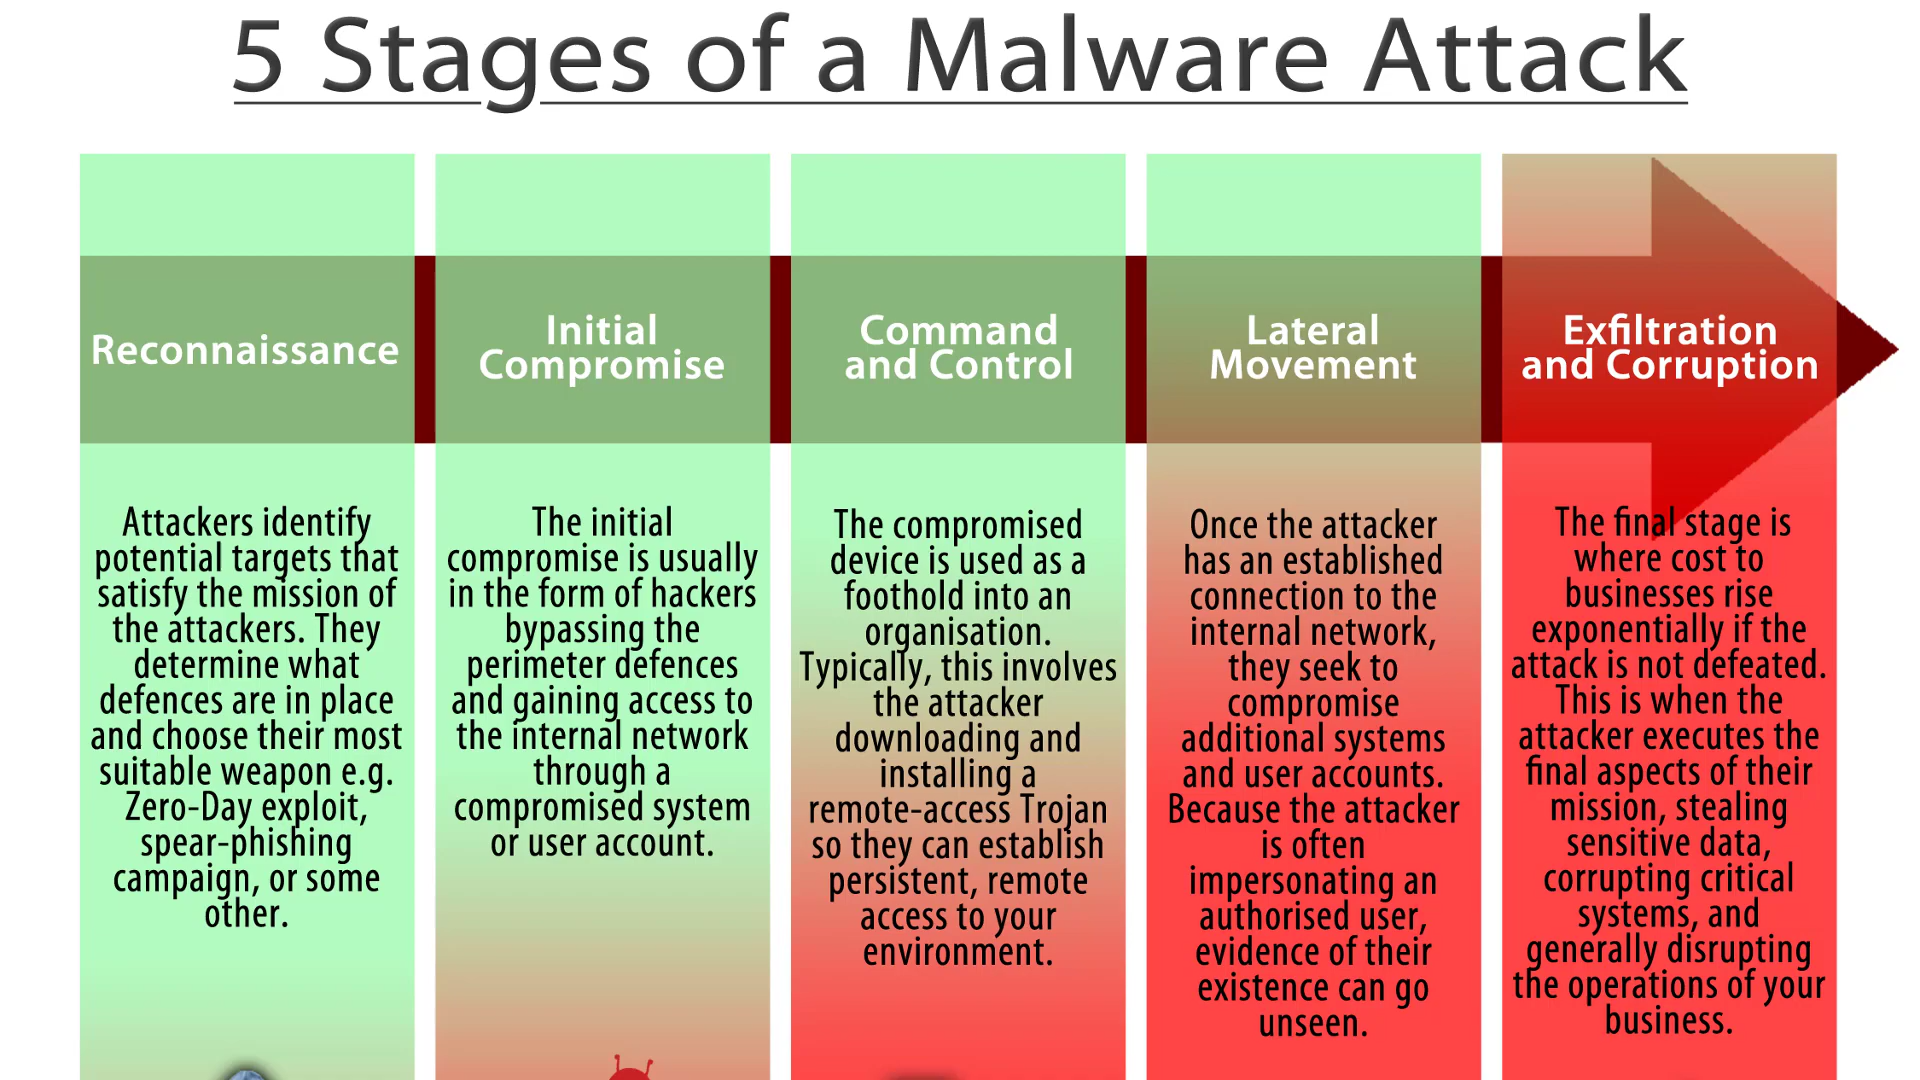 5 Stages of a Malware Attack
Reconnaissance
Attackers identify
potential targets that
satisfy the mission of
the attackers. They
determine what
defences are in place
and choose their most
suitable weapon e.g.
Zero-Day exploit,
spear-phishing
campaign, or some
other.
Initial
Compromise
The initial
compromise is usually
in the form of hackers
bypassing the
perimeter defences
and gaining access to
the internal network
through a
compromised system
or user account.
Command
and Control
The compromised
device is used as a
foothold into an
organisation.
Typically, this involves
the attacker
downloading and
installing a
remote-access Trojan
so they can establish
persistent, remote
access to your
environment.
Lateral
Movement
Once the attacker
has an established
connection to the
internal network,
they seek to
compromise
additional systems
and user accounts.
Because the attacker
is often
impersonating an
authorised user,
evidence of their
existence can go
unseen.
Exfiltration
and Corruption
The final stage is
where cost to
businesses rise
exponentially if the
attack is not defeated.
This is when the
attacker executes the
final aspects of their
mission, stealing
sensitive data,
corrupting critical
systems, and
generally disrupting
the operations of your
business.